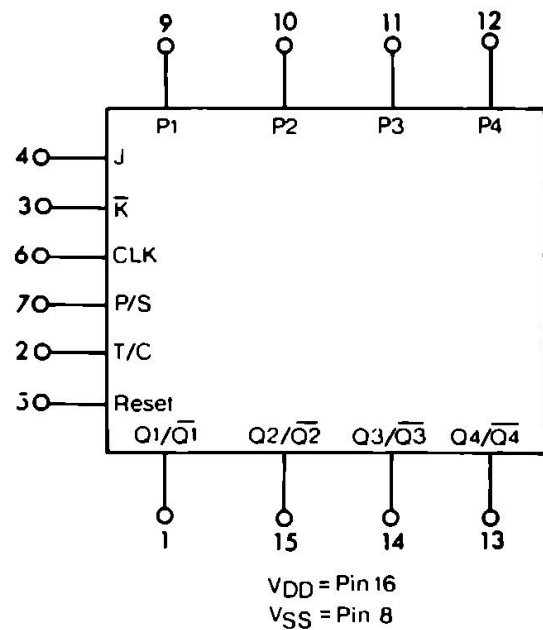 9 10 11 12
P1 P2 P3 P4
4 J
3 K̅
6 CLK
7 P/S
2 T/C
5 Reset
Q1/Q̅1̅ Q2/Q̅2̅ Q3/Q̅3̅ Q4/Q̅4̅
1 15 14 13
VDD = Pin 16
VSS = Pin 8